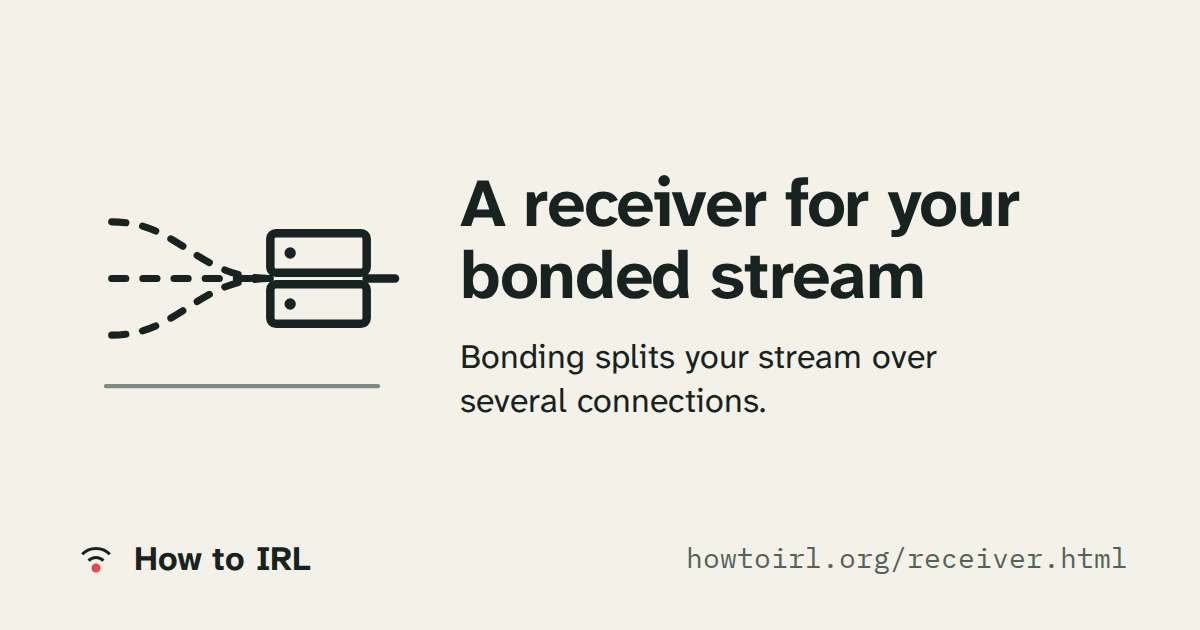 A receiver for your
bonded stream
Bonding splits your stream over
several connections.
How to IRL
howtoirl.org/receiver.html